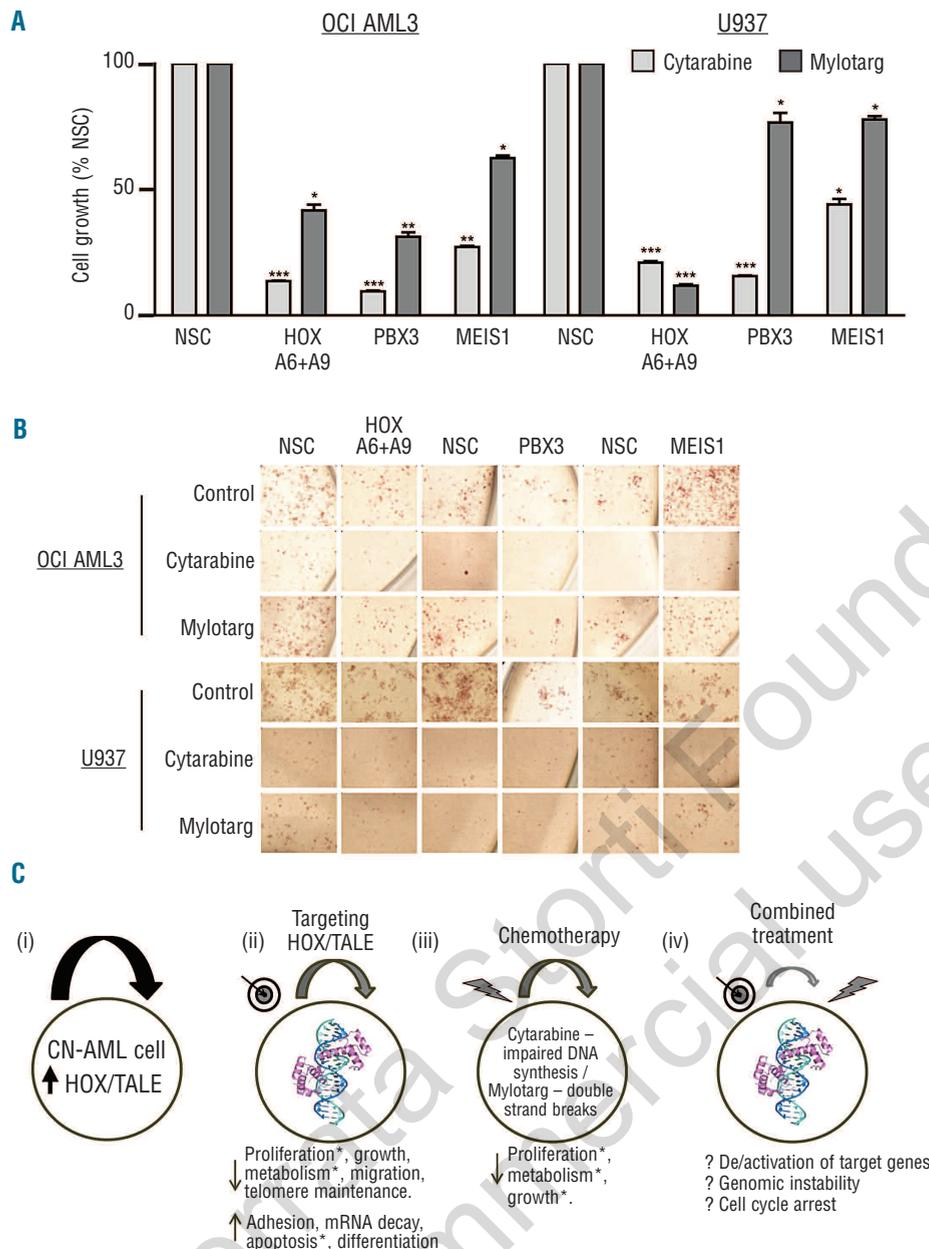 A
OCI AML3
U937
Cytarabine
Mylotarg
Cell growth (% NSC)
100
50
0
*** * *** ** ** * *** *** *** * * *
NSC HOX A6+A9 PBX3 MEIS1 NSC HOX A6+A9 PBX3 MEIS1
B
NSC HOX A6+A9 NSC PBX3 NSC MEIS1
OCI AML3
Control
Cytarabine
Mylotarg
U937
Control
Cytarabine
Mylotarg
C
(i)
CN-AML cell
HOX/TALE
(ii)
Targeting
HOX/TALE
Proliferation*, growth,
metabolism*, migration,
telomere maintenance.
Adhesion, mRNA decay,
apoptosis*, differentiation
(iii)
Chemotherapy
Cytarabine –
impaired DNA
synthesis /
Mylotarg – double
strand breaks
Proliferation*,
metabolism*,
growth*.
(iv)
Combined
treatment
? De/activation of target genes
? Genomic instability
? Cell cycle arrest
Storti Found
use